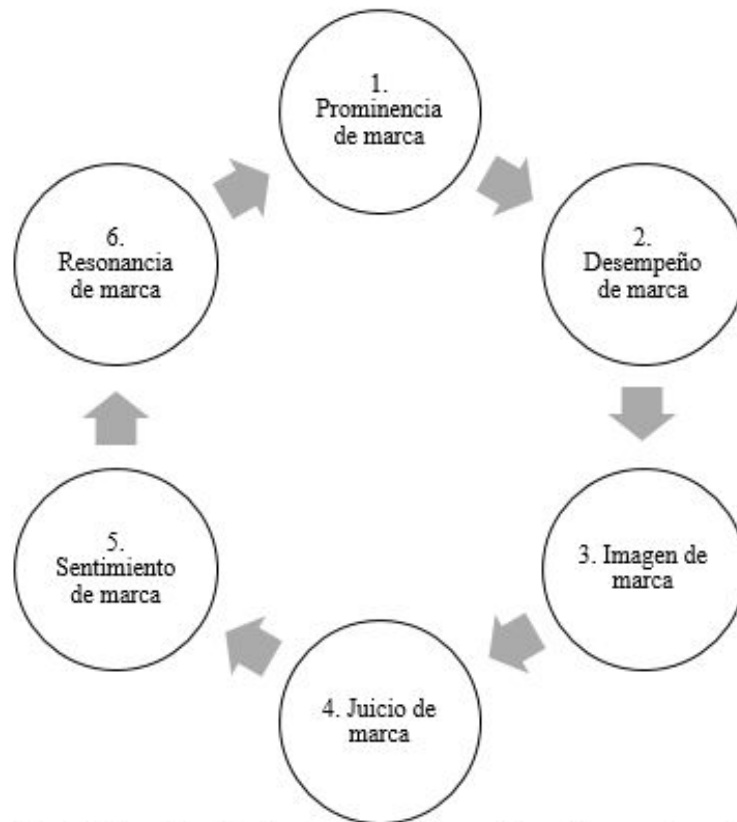 1.
Prominencia
de marca
2.
Desempeño
de marca
3. Imagen de
marca
4. Juicio de
marca
5.
Sentimiento
de marca
6.
Resonancia
de marca